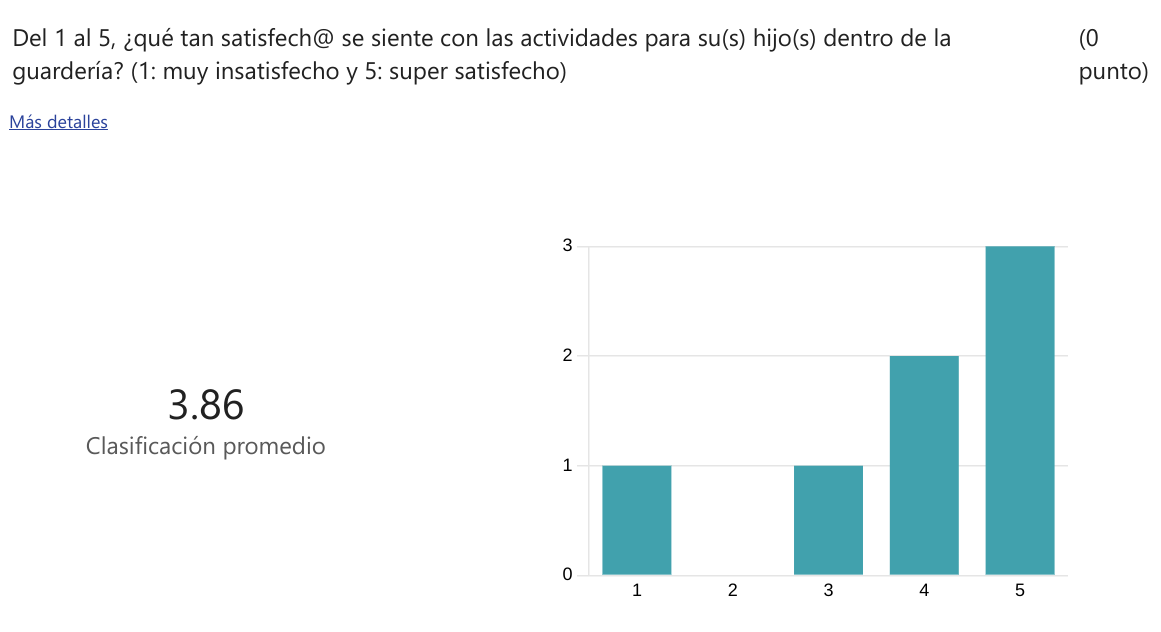 Del 1 al 5, ¿qué tan satisfech@ se siente con las actividades para su(s) hijo(s) dentro de la
guardería? (1: muy insatisfecho y 5: super satisfecho)
(0
punto)
Más detalles
3.86
Clasificación promedio
3
2
1
0
1 2 3 4 5